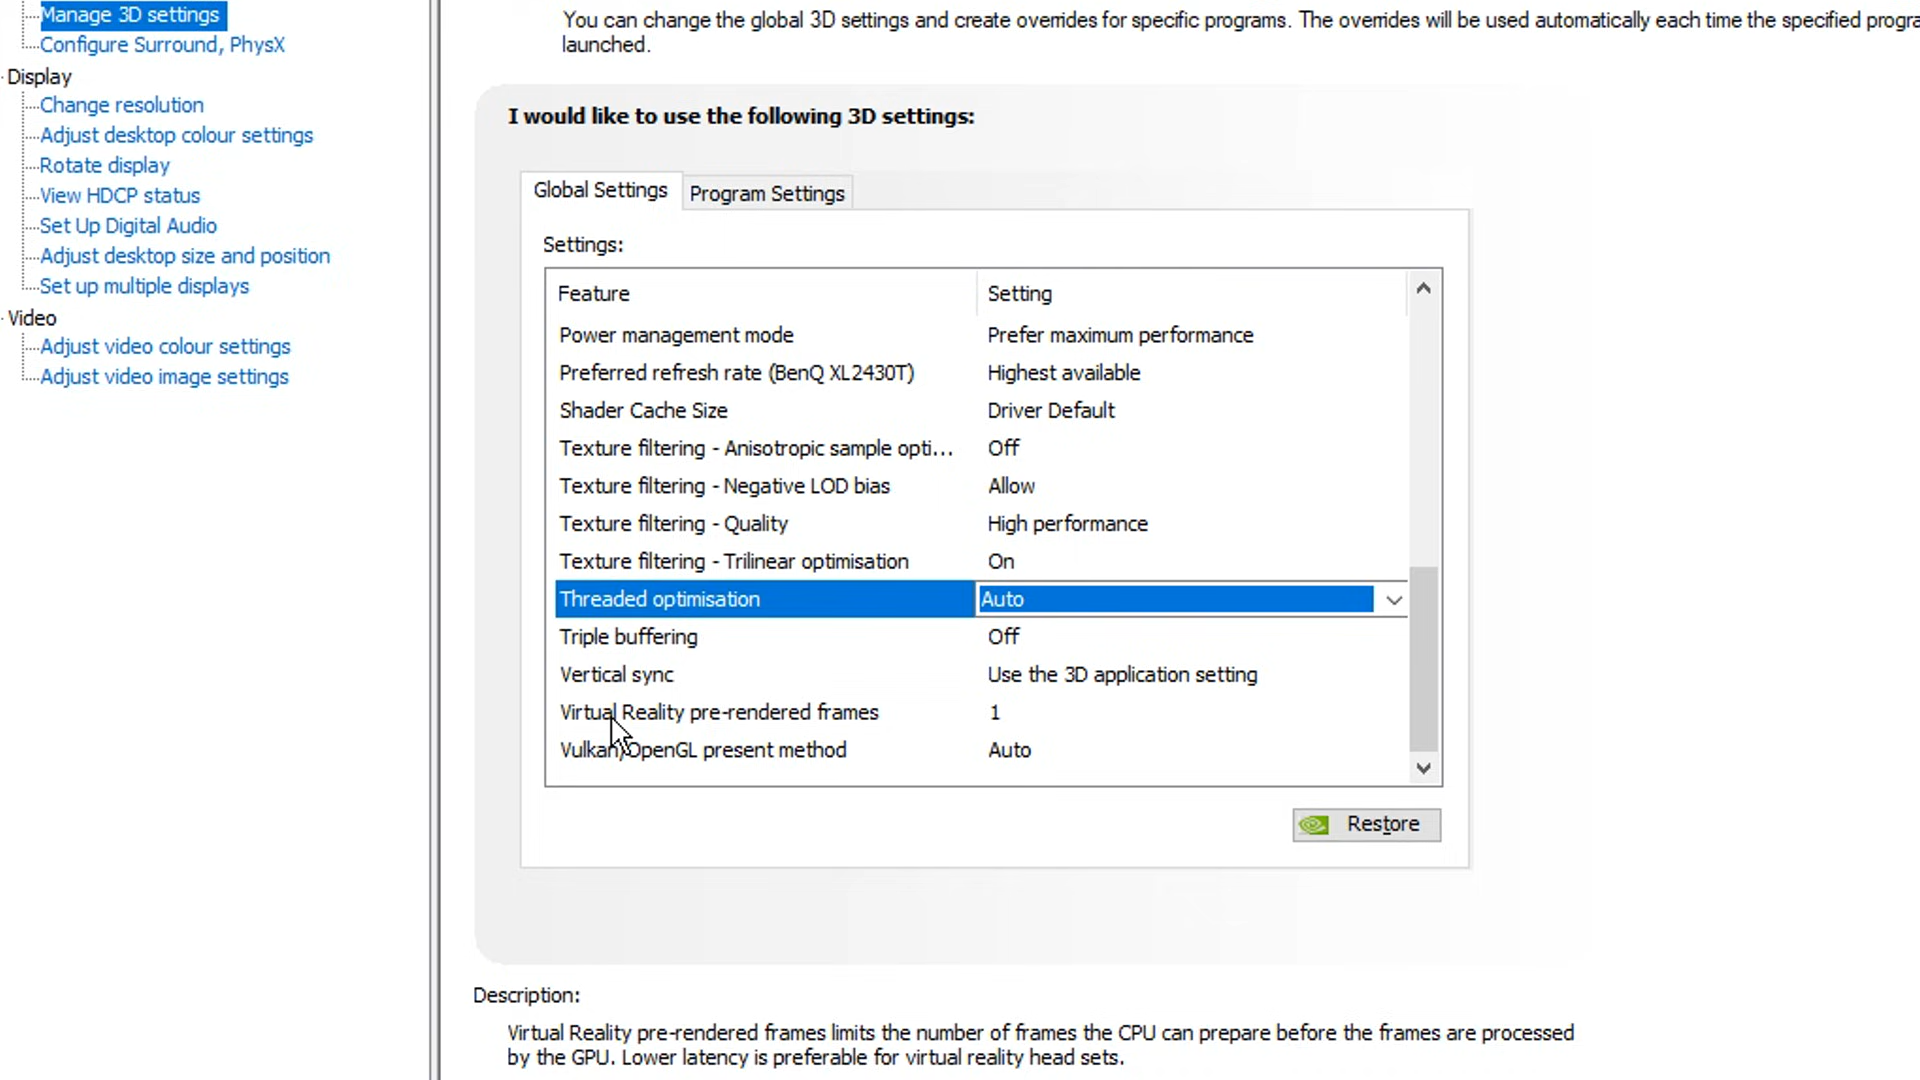 Manage 3D settings
Configure Surround, PhysX
Display
Change resolution
Adjust desktop colour settings
Rotate display
View HDCP status
Set Up Digital Audio
Adjust desktop size and position
Set up multiple displays
Video
Adjust video colour settings
Adjust video image settings
You can change the global 3D settings and create overrides for specific programs. The overrides will be used automatically each time the specified progra
launched.
I would like to use the following 3D settings:
Global Settings
Program Settings
Settings:
Feature Setting
Power management mode Prefer maximum performance
Preferred refresh rate (BenQ XL2430T) Highest available
Shader Cache Size Driver Default
Texture filtering - Anisotropic sample opti... Off
Texture filtering - Negative LOD bias Allow
Texture filtering - Quality High performance
Texture filtering - Trilinear optimisation On
Threaded optimisation Auto
Triple buffering Off
Vertical sync Use the 3D application setting
Virtual Reality pre-rendered frames 1
Vulkan/OpenGL present method Auto
Restore
Description:
Virtual Reality pre-rendered frames limits the number of frames the CPU can prepare before the frames are processed
by the GPU. Lower latency is preferable for virtual reality head sets.